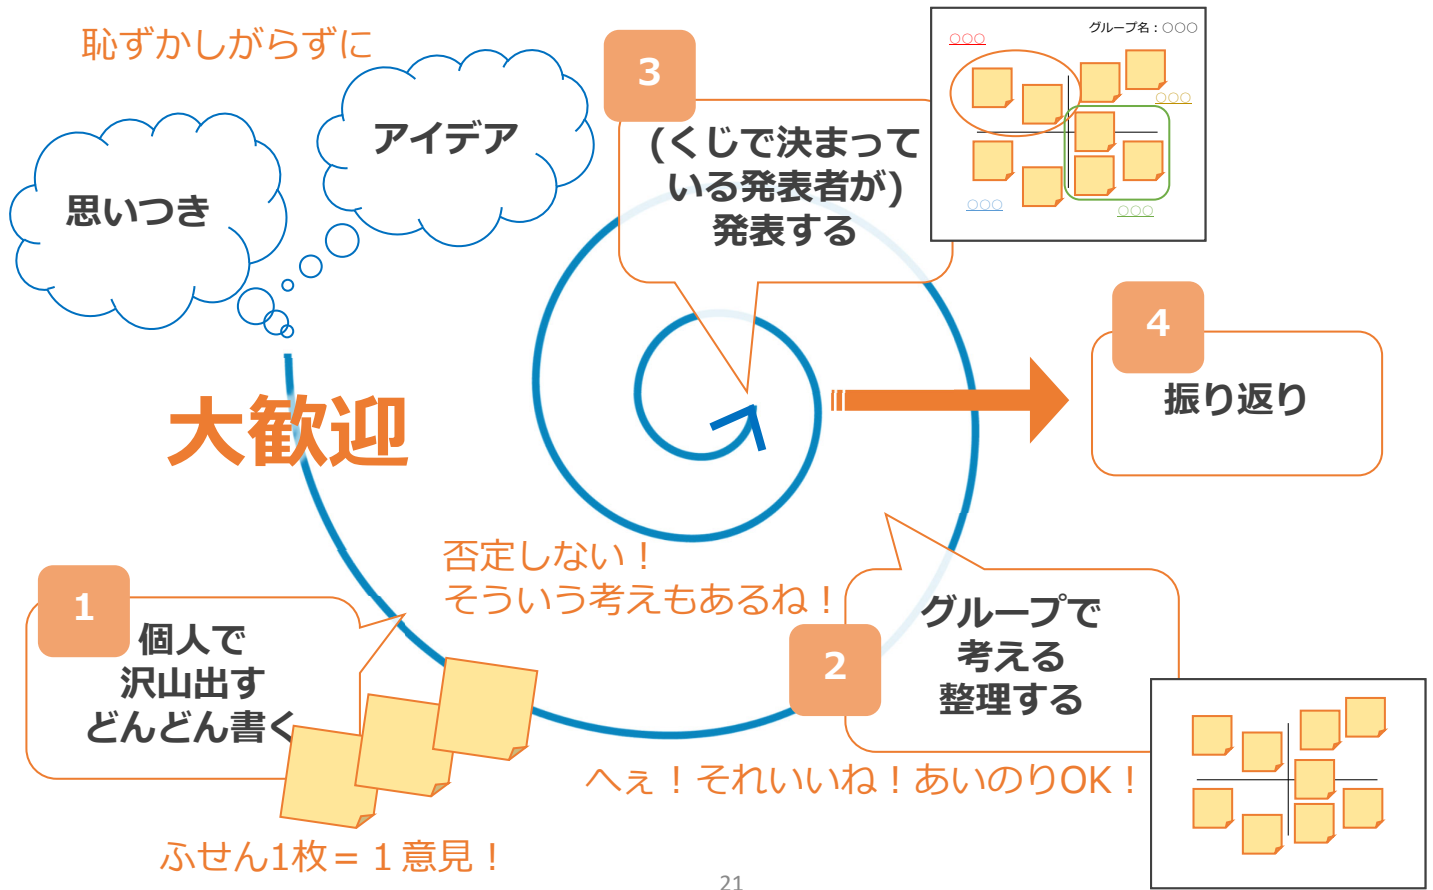 恥ずかしがらずに
アイデア
思いつき
大歓迎
1
個人で
沢山出す
どんどん書く
ふせん1枚=１意見！
否定しない！
そういう考えもあるね！
2
グループで
考える
整理する
へぇ！それいいね！あいのりOK！
3
(くじで決まって
いる発表者が)
発表する
グループ名：〇〇〇
〇〇〇
〇〇〇
〇〇〇
〇〇〇
4
振り返り
21